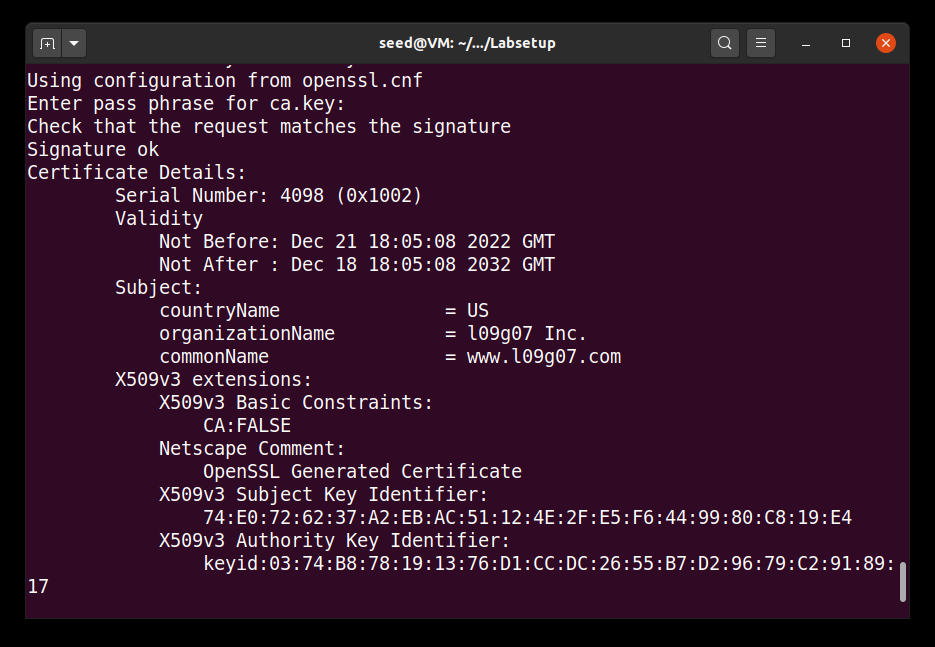 seed@VM: ~/.../Labsetup
Using configuration from openssl.cnf
Enter pass phrase for ca.key:
Check that the request matches the signature
Signature ok
Certificate Details:
        Serial Number: 4098 (0x1002)
        Validity
            Not Before: Dec 21 18:05:08 2022 GMT
            Not After : Dec 18 18:05:08 2032 GMT
        Subject:
            countryName               = US
            organizationName          = l09g07 Inc.
            commonName                = www.l09g07.com
        X509v3 extensions:
            X509v3 Basic Constraints:
                CA:FALSE
            Netscape Comment:
                OpenSSL Generated Certificate
            X509v3 Subject Key Identifier:
                74:E0:72:62:37:A2:EB:AC:51:12:4E:2F:E5:F6:44:99:80:C8:19:E4
            X509v3 Authority Key Identifier:
                keyid:03:74:B8:78:19:13:76:D1:CC:DC:26:55:B7:D2:96:79:C2:91:89:
17